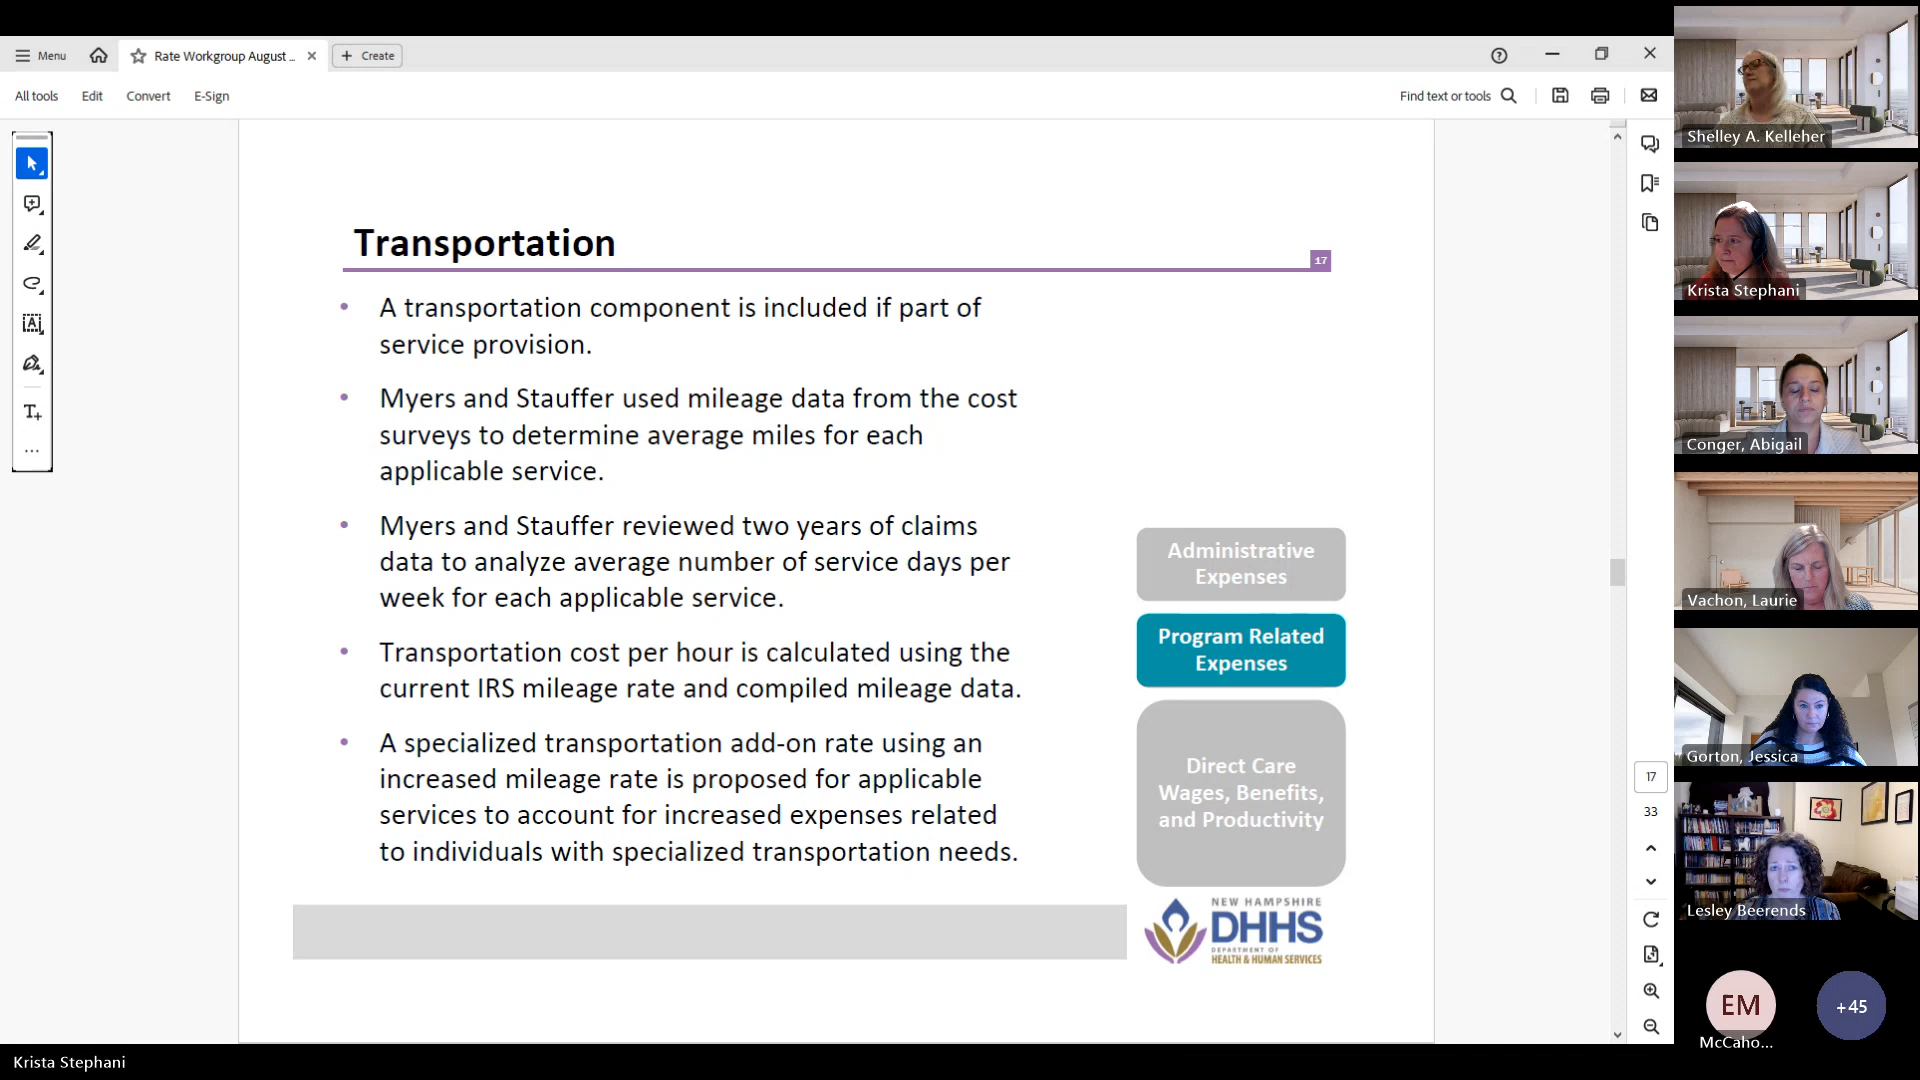 Menu
Rate Workgroup August ...
Create
All tools
Edit
Convert
E-Sign
Find text or tools
Transportation
17
• A transportation component is included if part of
service provision.
• Myers and Stauffer used mileage data from the cost
surveys to determine average miles for each
applicable service.
• Myers and Stauffer reviewed two years of claims
data to analyze average number of service days per
week for each applicable service.
• Transportation cost per hour is calculated using the
current IRS mileage rate and compiled mileage data.
• A specialized transportation add-on rate using an
increased mileage rate is proposed for applicable
services to account for increased expenses related
to individuals with specialized transportation needs.
Administrative
Expenses
Program Related
Expenses
Direct Care
Wages, Benefits,
and Productivity
NEW HAMPSHIRE
DHHS
DEPARTMENT OF
HEALTH & HUMAN SERVICES
17
33
Shelley A. Kelleher
Krista Stephani
Conger, Abigail
Vachon, Laurie
Gorton, Jessica
Lesley Beerends
EM
McCaho...
+45
Krista Stephani